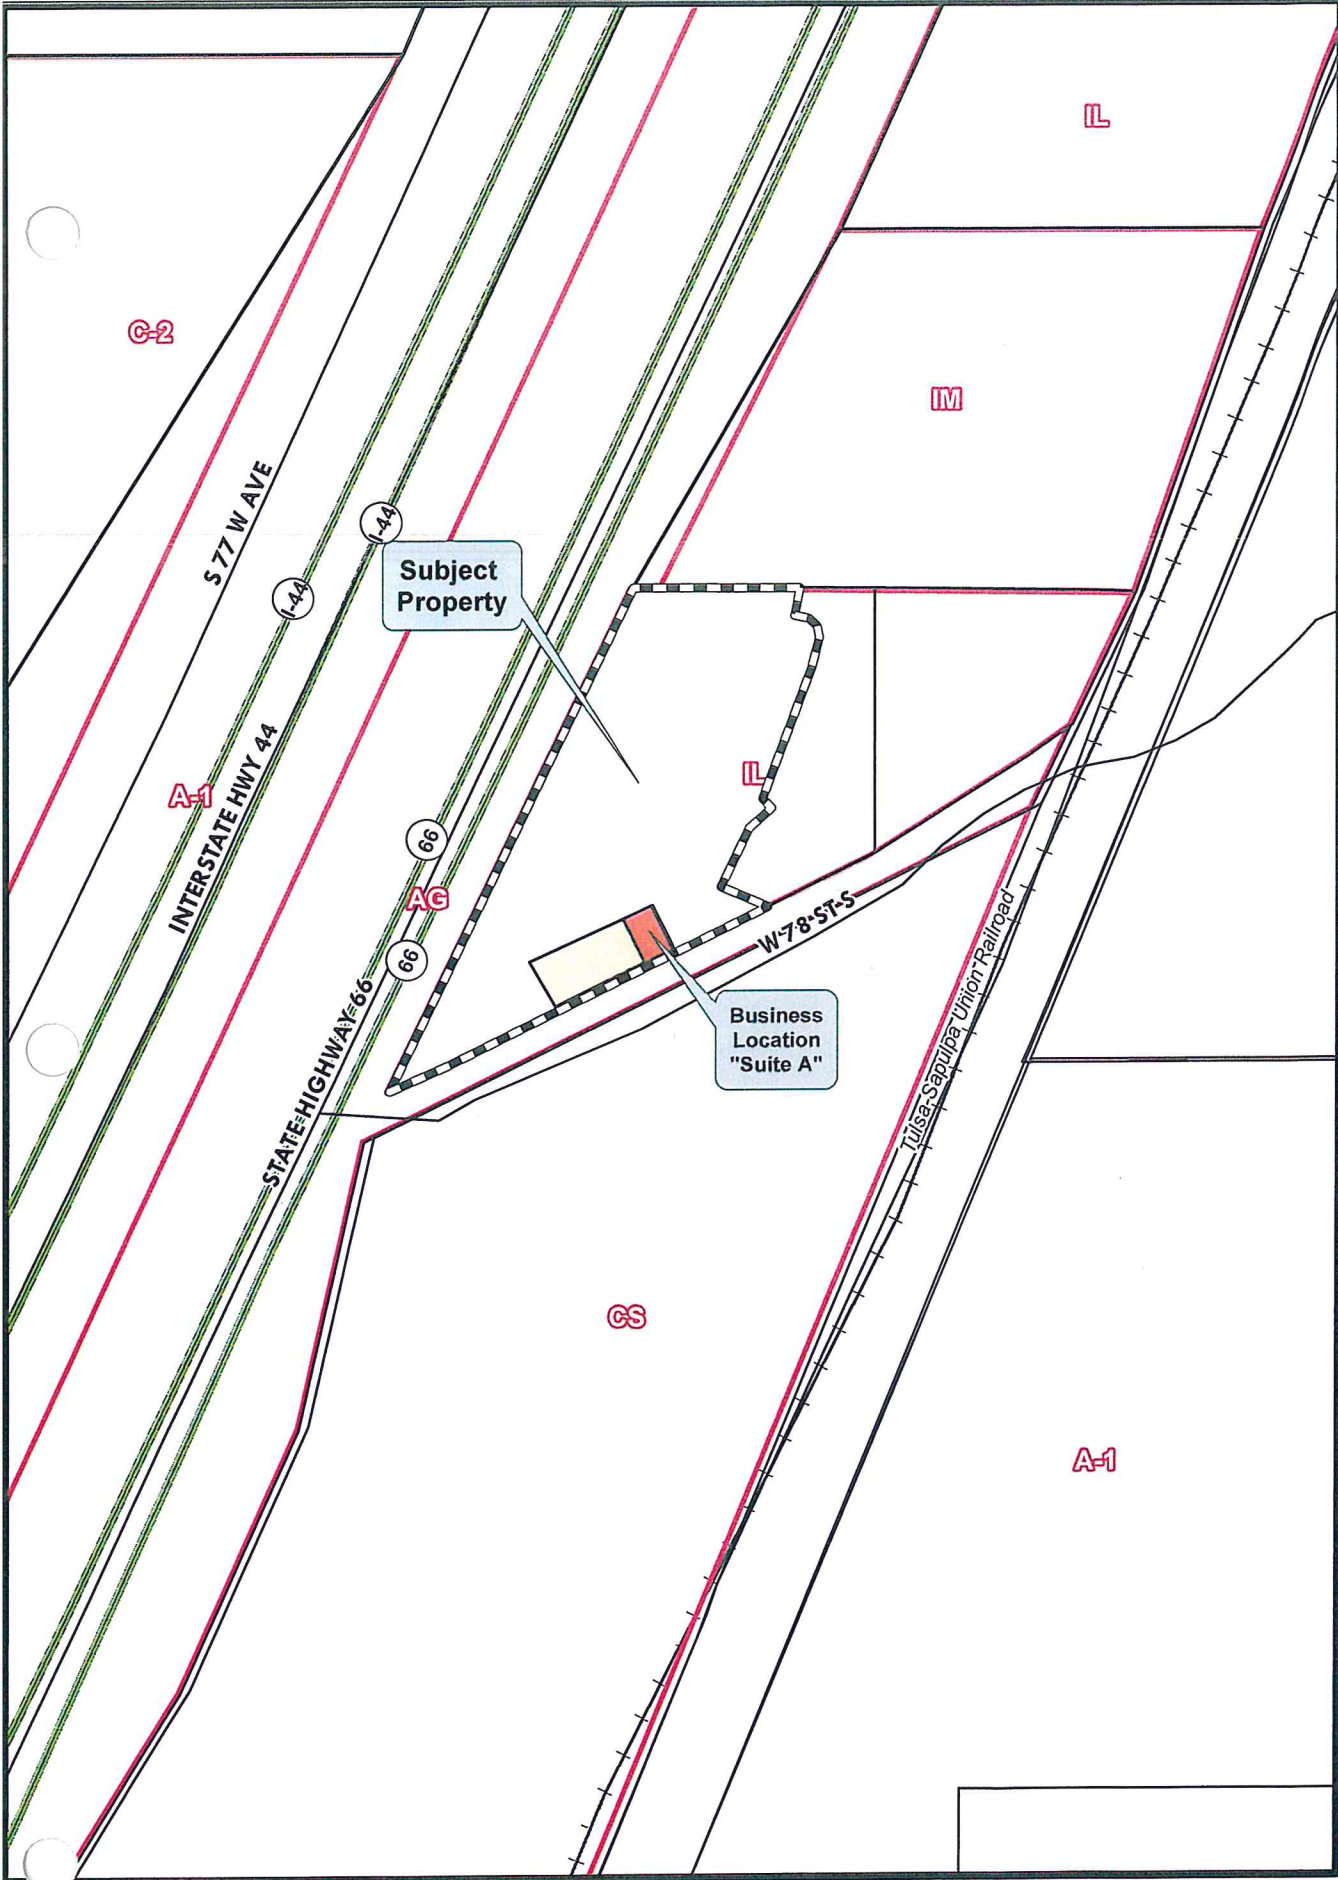 IL
C-2
IM
S 77 W AVE
I-44
I-44
Subject
Property
A-1
INTERSTATE HWY 44
IL
66
AG
66
W 78 ST S
STATE HIGHWAY 66
Business
Location
"Suite A"
Tulsa-Sapulpa Union Railroad
CS
A-1